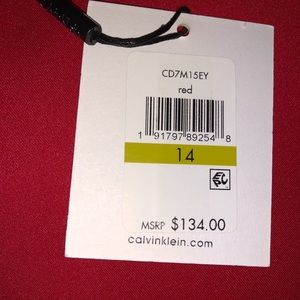 CD7M15EY
red
1 91797 89254 8
14
MSRP $134.00
calvinklein.com